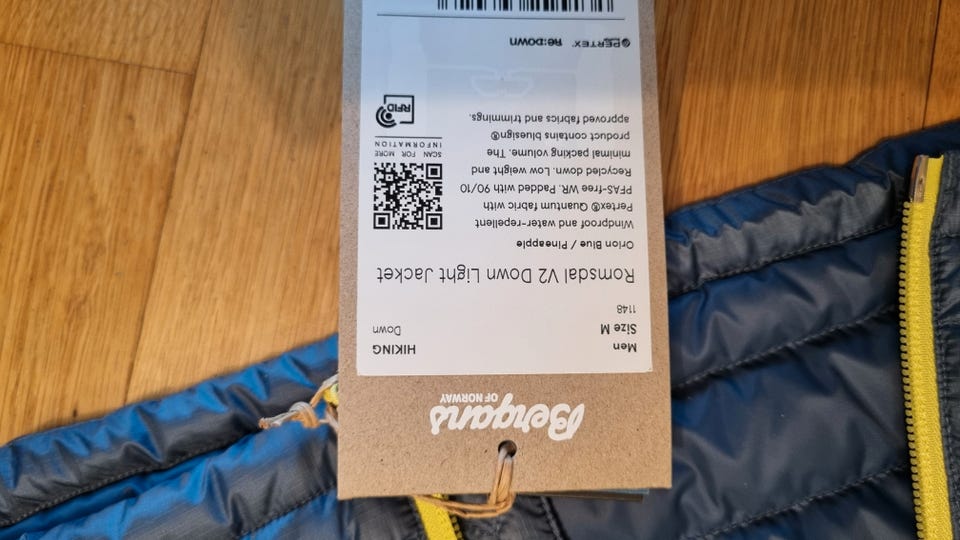 Bergans
OF NORWAY
Men HIKING
Size M Down
1148
Romsdal V2 Down Light Jacket
Orion Blue / Pineapple
Windproof and water-repellent
Pertex® Quantum fabric with
PFAS-free WR. Padded with 90/10
Recycled down. Low weight and
minimal packing volume. The
product contains bluesign®
approved fabrics and trimmings.
SCAN FOR MORE
INFORMATION
RFID
PERTEX® Re:DOWN